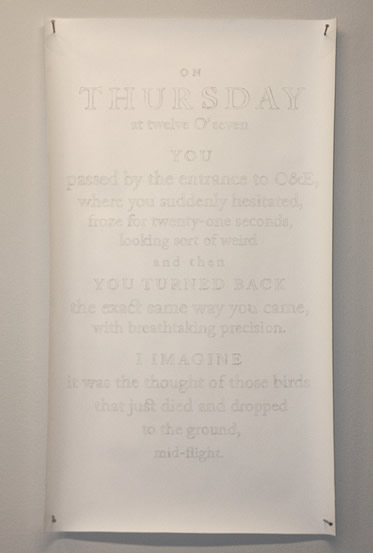 ON
THURSDAY
at twelve O'seven
YOU
passed by the entrance to C&E,
where you suddenly hesitated,
froze for twenty-one seconds,
looking sort of weird
and then
YOU TURNED BACK
the exact same way you came,
with breathtaking precision.
I IMAGINE
it was the thought of those birds
that just died and dropped
to the ground,
mid-flight.